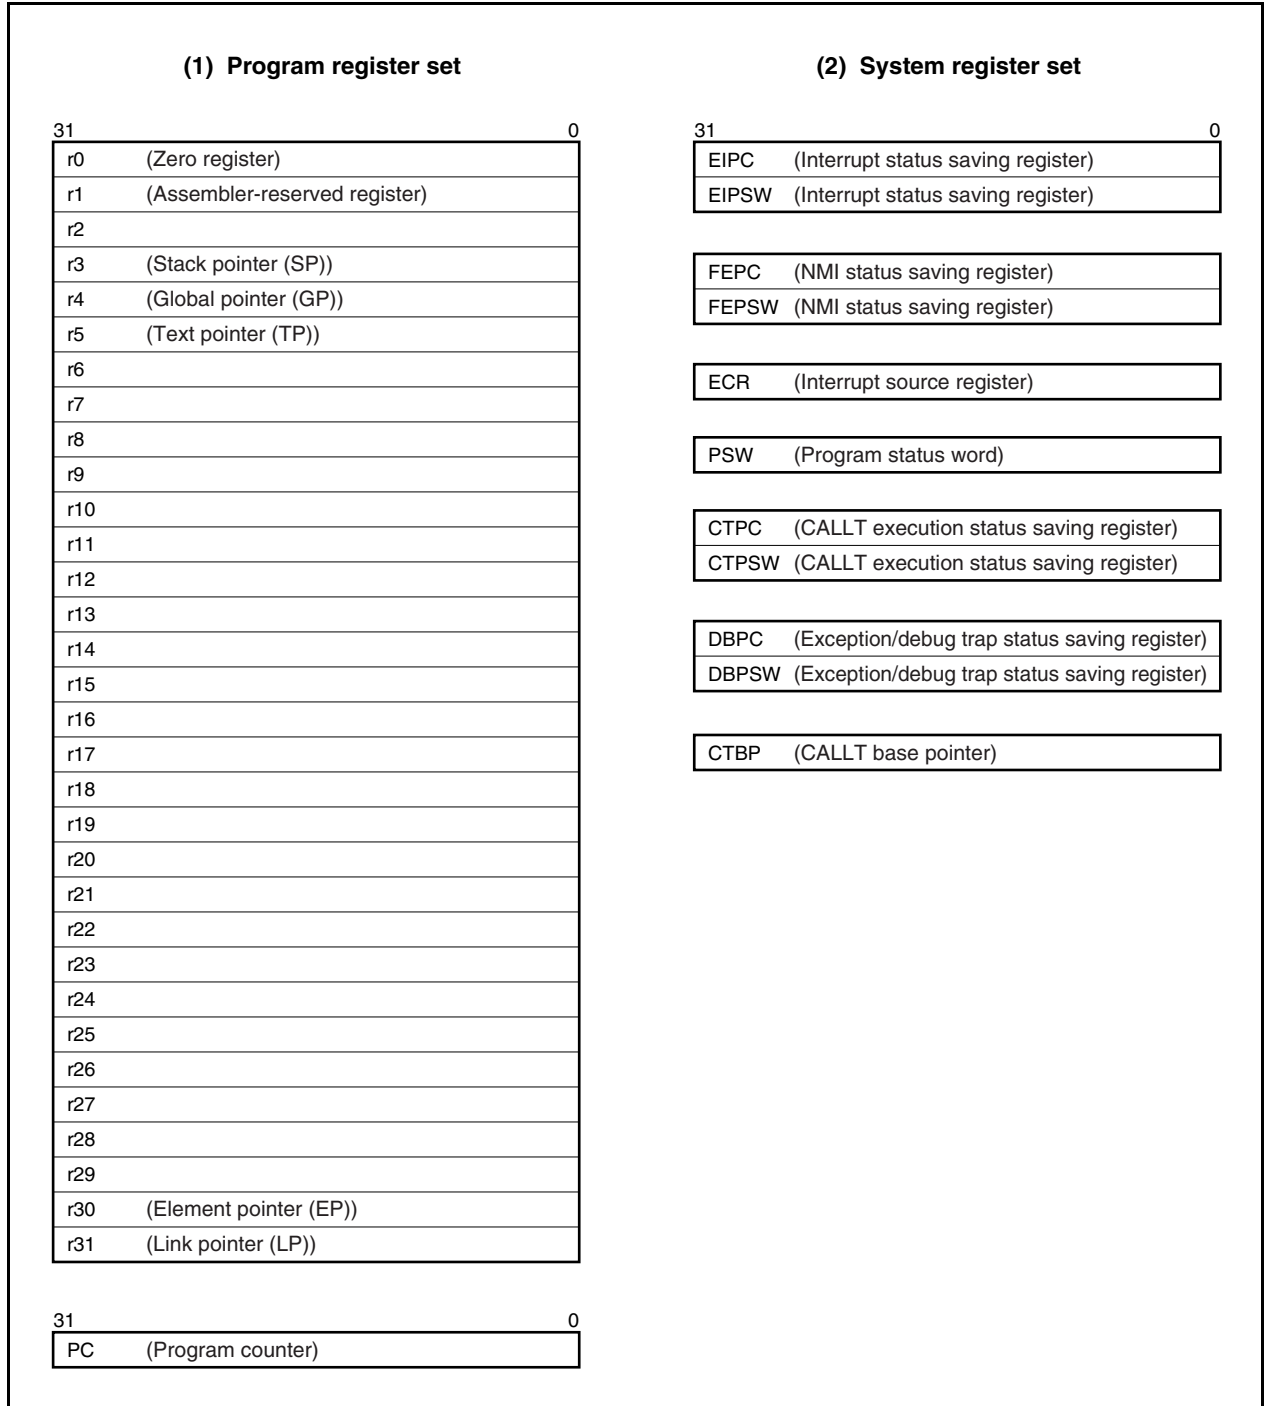 (1) Program register set
31 0
r0 (Zero register)
r1 (Assembler-reserved register)
r2
r3 (Stack pointer (SP))
r4 (Global pointer (GP))
r5 (Text pointer (TP))
r6
r7
r8
r9
r10
r11
r12
r13
r14
r15
r16
r17
r18
r19
r20
r21
r22
r23
r24
r25
r26
r27
r28
r29
r30 (Element pointer (EP))
r31 (Link pointer (LP))
31 0
PC (Program counter)
(2) System register set
31 0
EIPC (Interrupt status saving register)
EIPSW (Interrupt status saving register)
FEPC (NMI status saving register)
FEPSW (NMI status saving register)
ECR (Interrupt source register)
PSW (Program status word)
CTPC (CALLT execution status saving register)
CTPSW (CALLT execution status saving register)
DBPC (Exception/debug trap status saving register)
DBPSW (Exception/debug trap status saving register)
CTBP (CALLT base pointer)